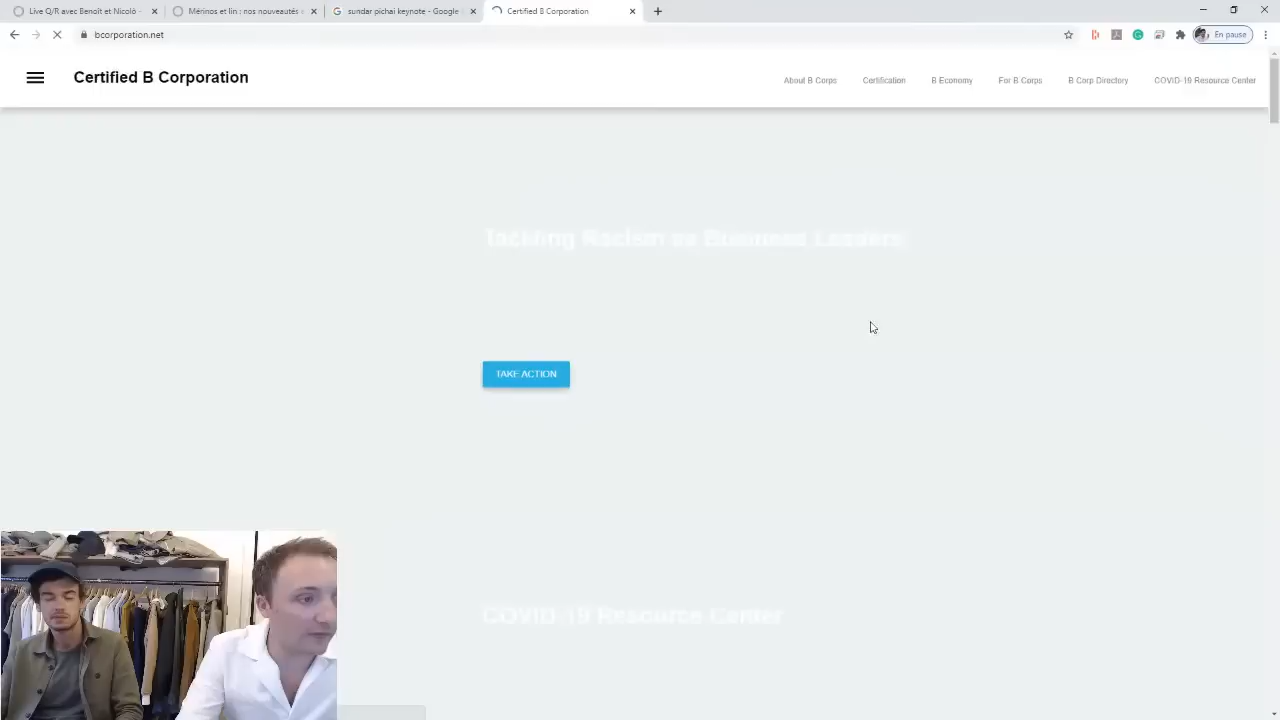 Live Q/R avec Benoît et Nicolò -
Mérinos et lin : nos nouveautés
sundar pichai keynote - Google
Certified B Corporation
bcorporation.net
En pause
Certified B Corporation
About B Corps
Certification
B Economy
For B Corps
B Corp Directory
COVID-19 Resource Center
Tackling Racism as Business Leaders
TAKE ACTION
COVID-19 Resource Center